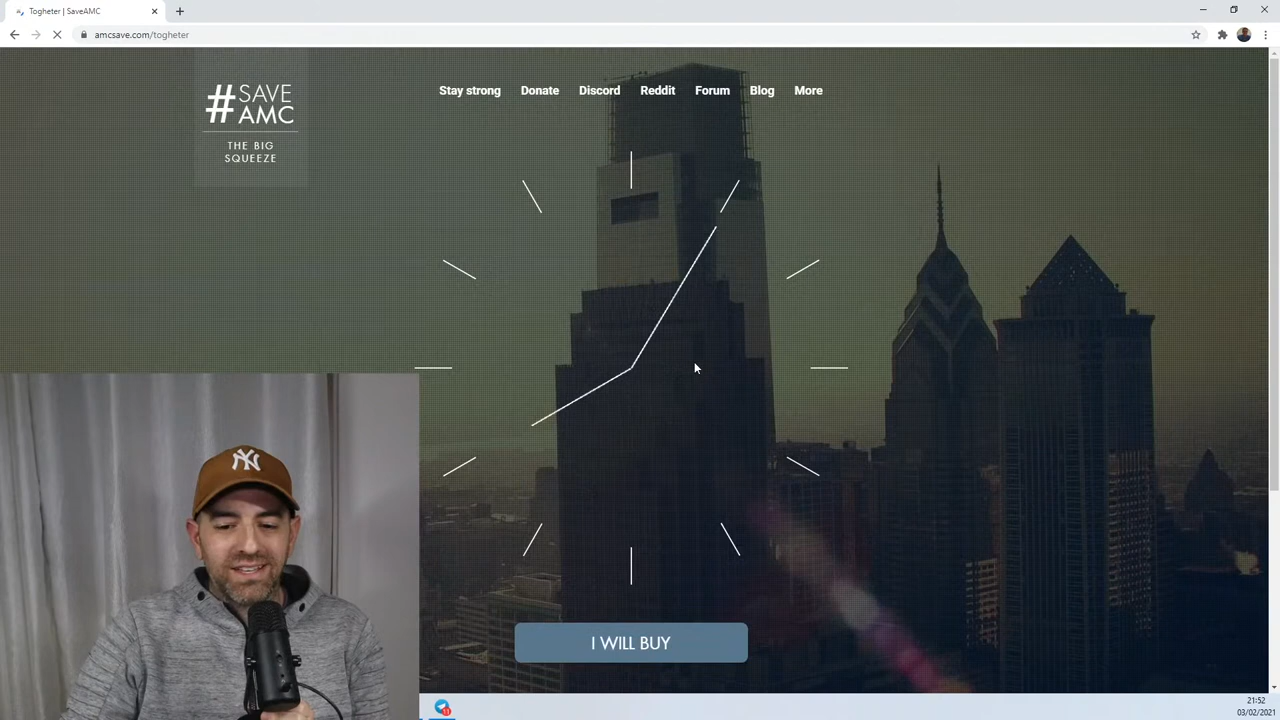 Togheter | SaveAMC
amcsave.com/togheter
#SAVE
AMC
THE BIG
SQUEEZE
Stay strong Donate Discord Reddit Forum Blog More
NY
I WILL BUY
21:52
03/02/2021